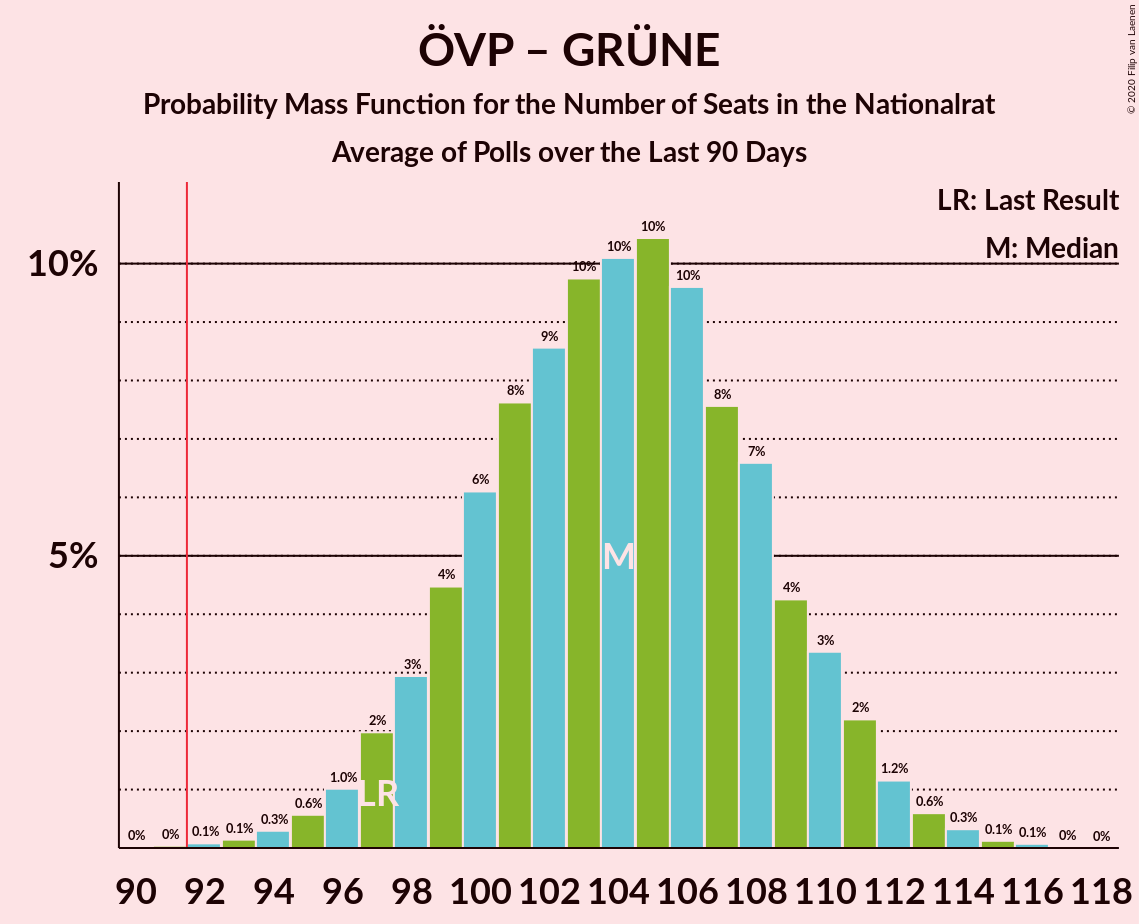 ÖVP – GRÜNE
Probability Mass Function for the Number of Seats in the Nationalrat
Average of Polls over the Last 90 Days
© 2020 Filip van Laenen
LR: Last Result
M: Median
10%
5%
0% 0% 0.1% 0.1% 0.3% 0.6% 1.0% 2% 3% 4% 6% 8% 9% 10% 10% 10% 10% 8% 7% 4% 3% 2% 1.2% 0.6% 0.3% 0.1% 0.1% 0% 0%
LR
M
90 92 94 96 98 100 102 104 106 108 110 112 114 116 118